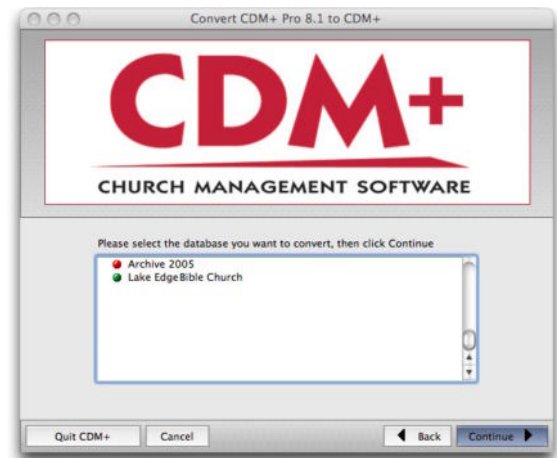 Convert CDM+ Pro 8.1 to CDM+
CDM+
CHURCH MANAGEMENT SOFTWARE
Please select the database you want to convert, then click Continue
Archive 2005
Lake EdgeBible Church
Quit CDM+ Cancel Back Continue